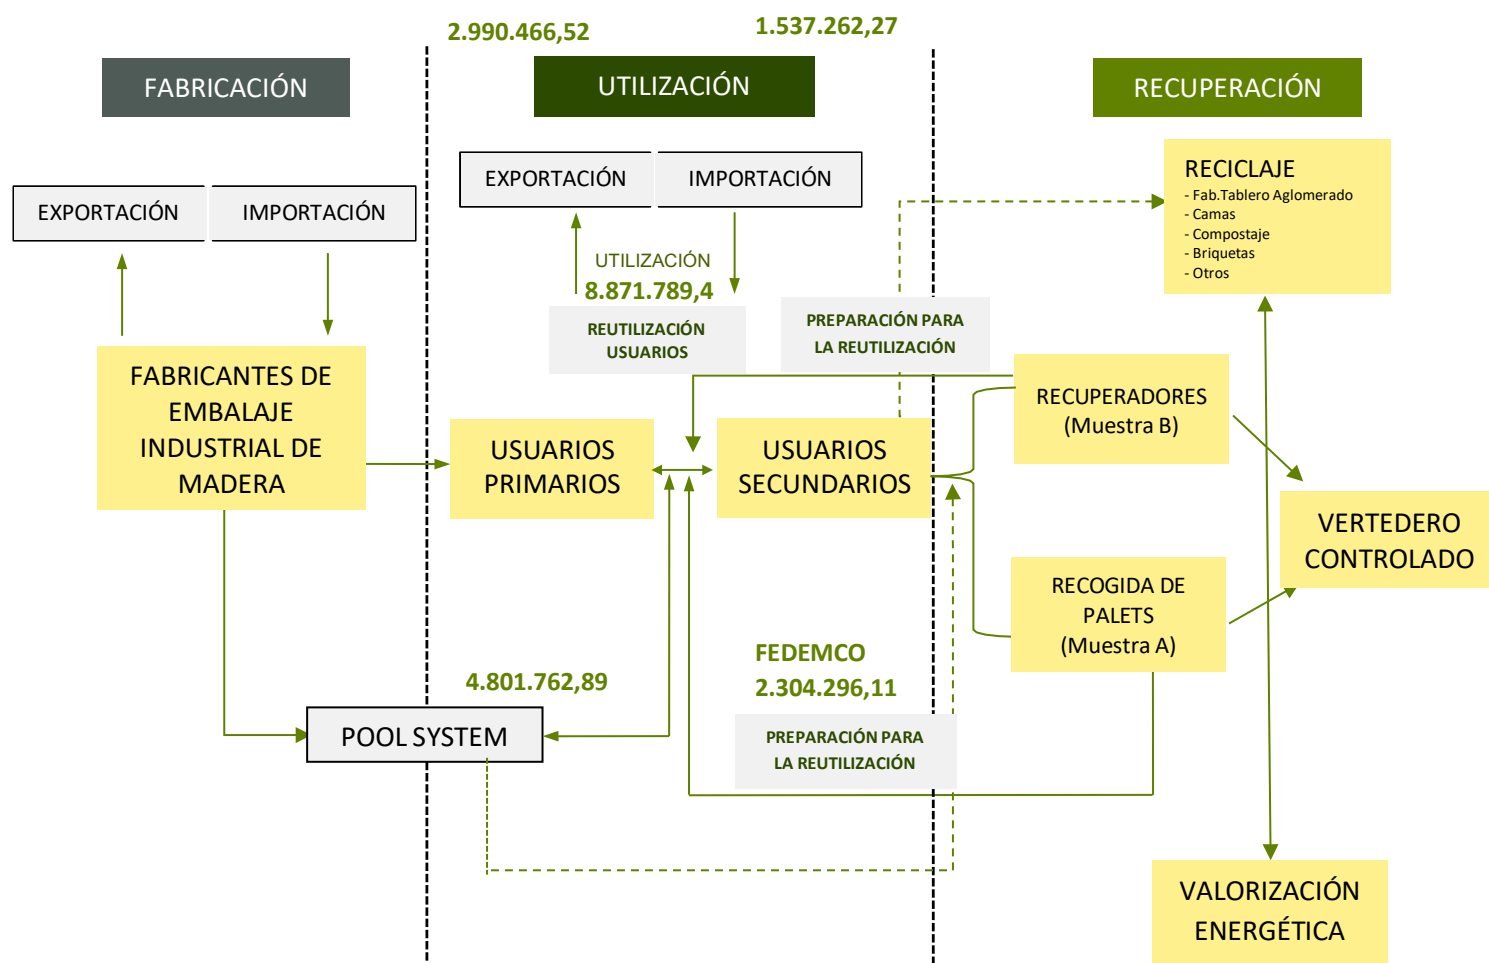 2.990.466,52
1.537.262,27
FABRICACIÓN
UTILIZACIÓN
RECUPERACIÓN
EXPORTACIÓN
IMPORTACIÓN
EXPORTACIÓN
IMPORTACIÓN
RECICLAJE
- Fab.Tablero Aglomerado
- Camas
- Compostaje
- Briquetas
- Otros
UTILIZACIÓN
8.871.789,4
REUTILIZACIÓN
USUARIOS
PREPARACIÓN PARA
LA REUTILIZACIÓN
FABRICANTES DE
EMBALAJE
INDUSTRIAL DE
MADERA
USUARIOS
PRIMARIOS
USUARIOS
SECUNDARIOS
RECUPERADORES
(Muestra B)
VERTEDERO
CONTROLADO
RECOGIDA DE
PALETS
(Muestra A)
4.801.762,89
FEDEMCO
2.304.296,11
POOL SYSTEM
PREPARACIÓN PARA
LA REUTILIZACIÓN
VALORIZACIÓN
ENERGÉTICA